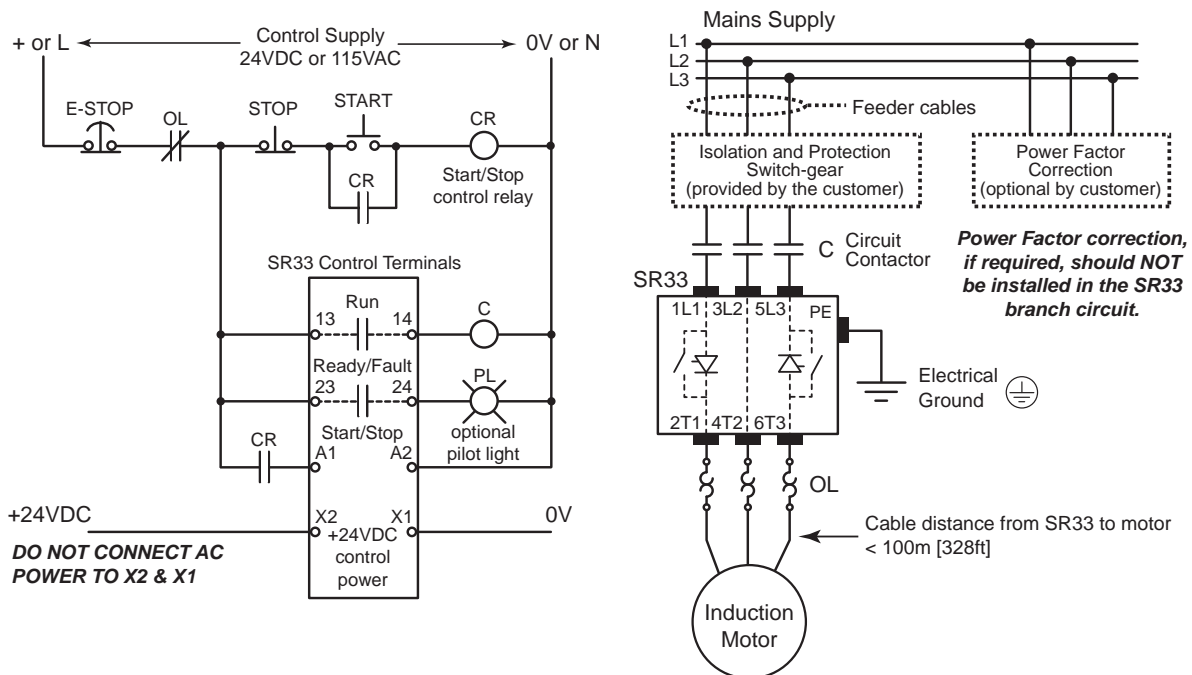 + or L
Control Supply
24VDC or 115VAC
0V or N
E-STOP
OL
STOP
START
CR
Start/Stop
control relay
CR
SR33 Control Terminals
Run
13
14
C
Ready/Fault
23
24
PL
optional
pilot light
Start/Stop
CR
A1
A2
+24VDC
X2
X1
0V
+24VDC
control
power
DO NOT CONNECT AC
POWER TO X2 & X1
Mains Supply
L1
L2
L3
Feeder cables
Isolation and Protection
Switch-gear
(provided by the customer)
Power Factor
Correction
(optional by customer)
C
Circuit
Contactor
Power Factor correction,
if required, should NOT
be installed in the SR33
branch circuit.
SR33
1L1 3L2 5L3 PE
Electrical
Ground
2T1 4T2 6T3
OL
Cable distance from SR33 to motor
< 100m [328ft]
Induction
Motor